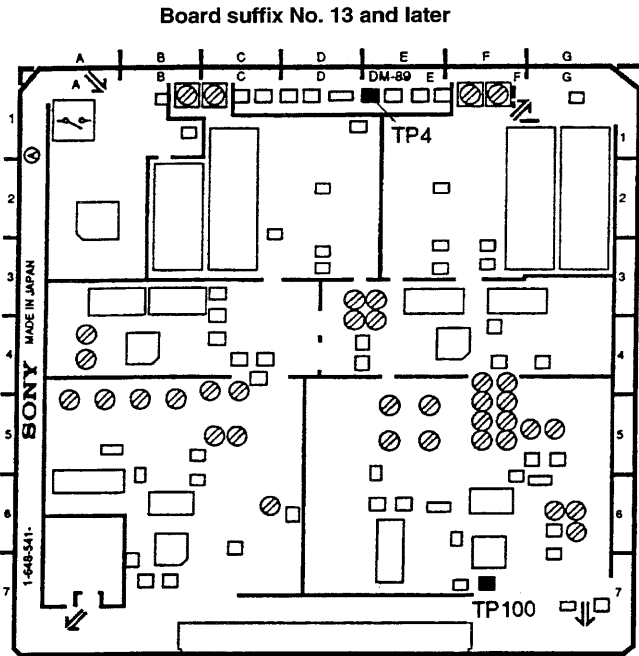 Board suffix No. 13 and later
A B C D E F G
A B C D DM-89 E F G
TP4
1 1
2 2
3 3
4 4
5 5
6 6
7 7
A
SONY MADE IN JAPAN
1-648-541-
TP100